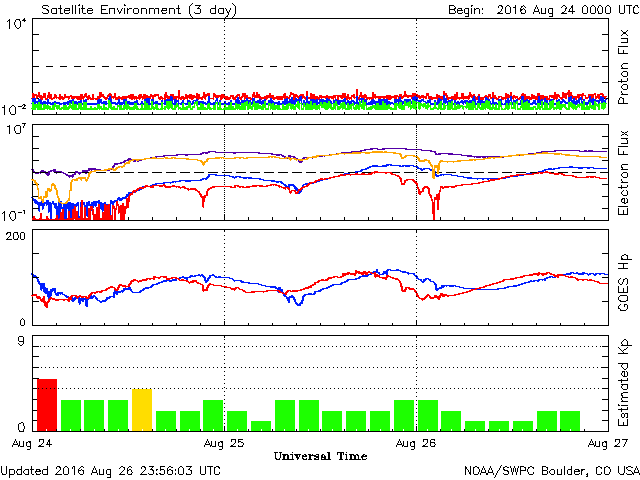 Satellite Environment (3 day) Begin: 2016 Aug 24 0000 UTC
10⁴
Proton Flux
10⁻²
10⁷
Electron Flux
10⁻¹
200
GOES Hp
0
9
Estimated Kp
0
Aug 24 Aug 25 Aug 26 Aug 27
Universal Time
Updated 2016 Aug 26 23:56:03 UTC NOAA/SWPC Boulder, CO USA